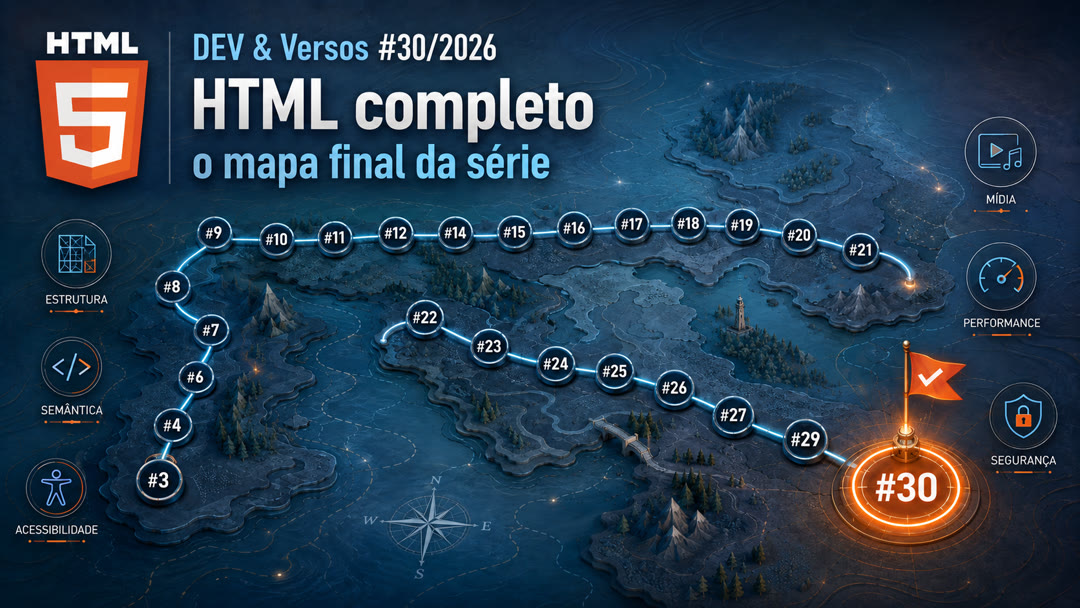 HTML
5
DEV & Versos #30/2026
HTML completo
o mapa final da série
ESTRUTURA
SEMÂNTICA
ACESSIBILIDADE
#3
#4
#6
#7
#8
#9
#10
#11
#12
#14
#15
#16
#17
#18
#19
#20
#21
#22
#23
#24
#25
#26
#27
#29
#30
N
W
E
S
MÍDIA
PERFORMANCE
SEGURANÇA